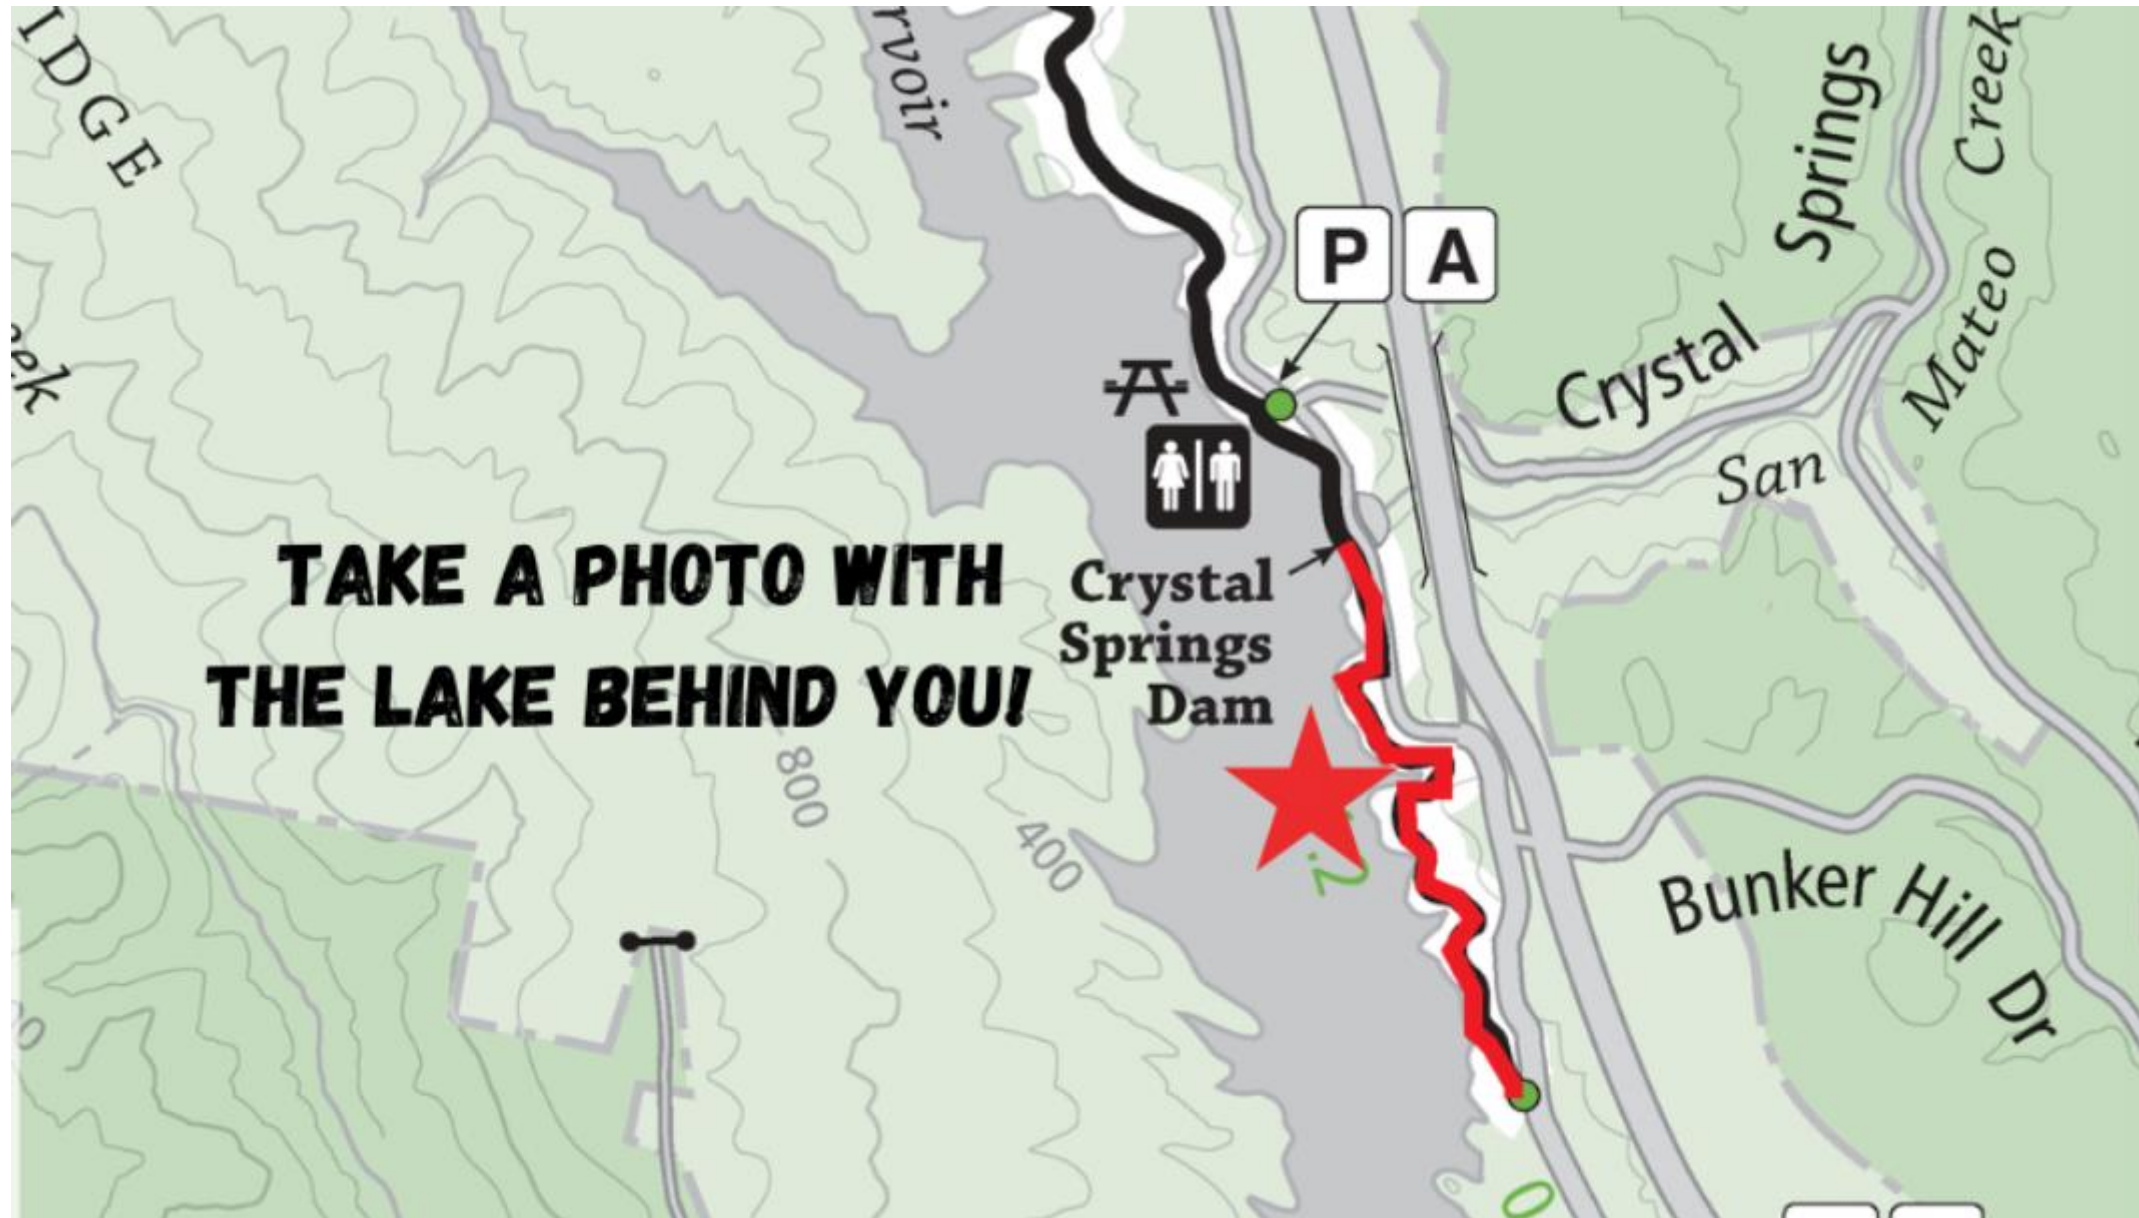 IDGE
rvoir
Springs
Creek
Mateo
P A
Crystal
San
eek
TAKE A PHOTO WITH
THE LAKE BEHIND YOU!
Crystal
Springs
Dam
800
400
2.
Bunker Hill Dr
0